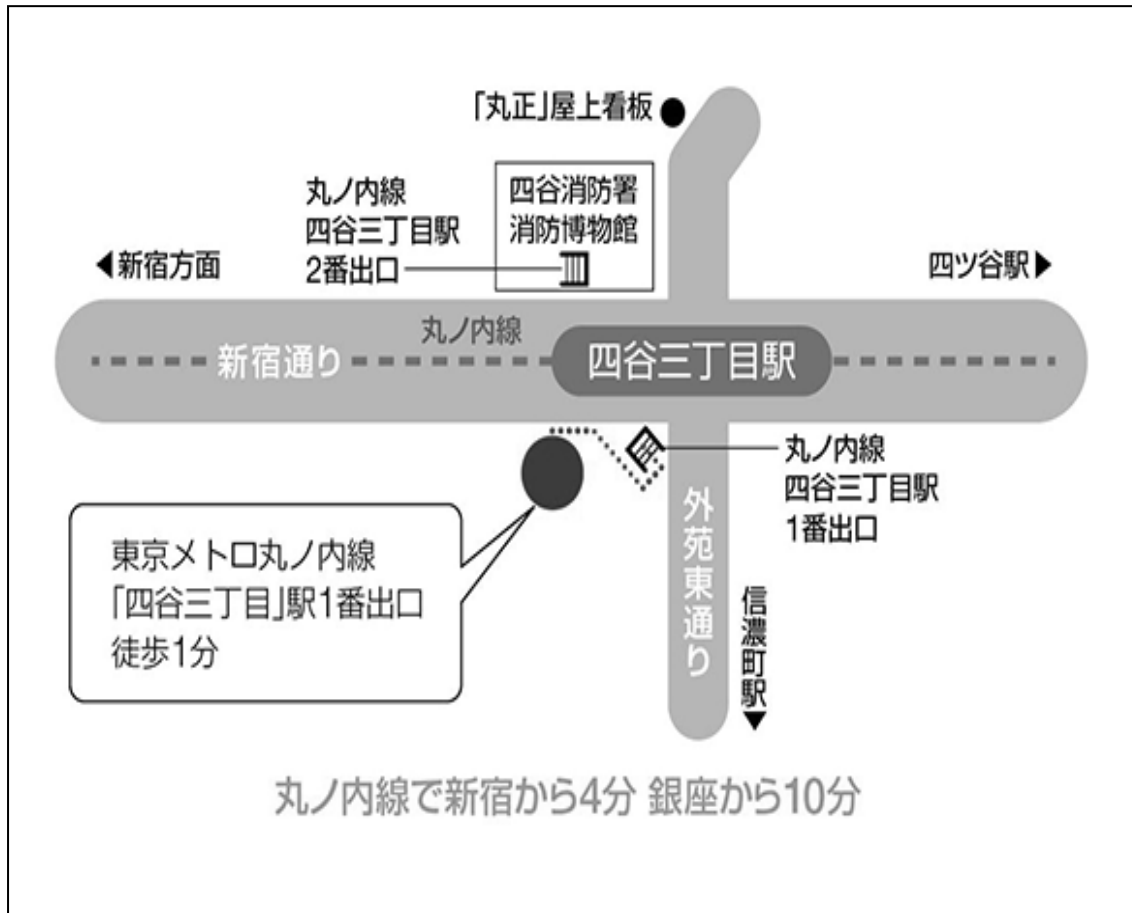 「丸正」屋上看板
丸ノ内線
四谷三丁目駅
2番出口
四谷消防署
消防博物館
◀新宿方面
四ツ谷駅▶
丸ノ内線
新宿通り
四谷三丁目駅
丸ノ内線
四谷三丁目駅
1番出口
外苑東通り
信濃町駅▼
東京メトロ丸ノ内線
「四谷三丁目」駅1番出口
徒歩1分
丸ノ内線で新宿から4分 銀座から10分